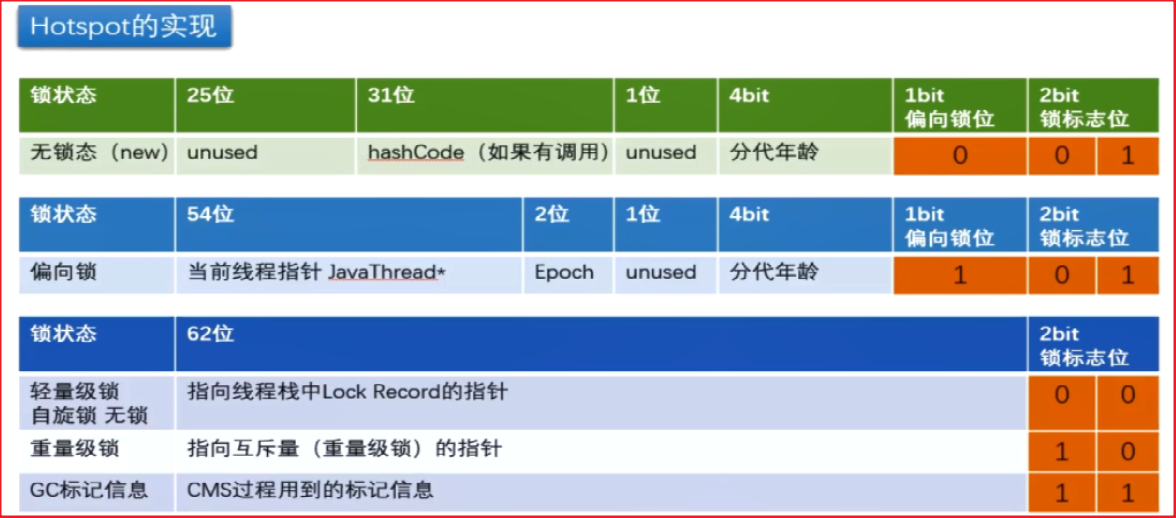 Hotspot的实现
锁状态 25位 31位 1位 4bit 1bit 2bit
偏向锁位 锁标志位
无锁态（new） unused hashCode（如果有调用） unused 分代年龄 0 0 1
锁状态 54位 2位 1位 4bit 1bit 2bit
偏向锁位 锁标志位
偏向锁 当前线程指针 JavaThread* Epoch unused 分代年龄 1 0 1
锁状态 62位 2bit
锁标志位
轻量级锁 指向线程栈中Lock Record的指针 0 0
自旋锁 无锁
重量级锁 指向互斥量（重量级锁）的指针 1 0
GC标记信息 CMS过程用到的标记信息 1 1